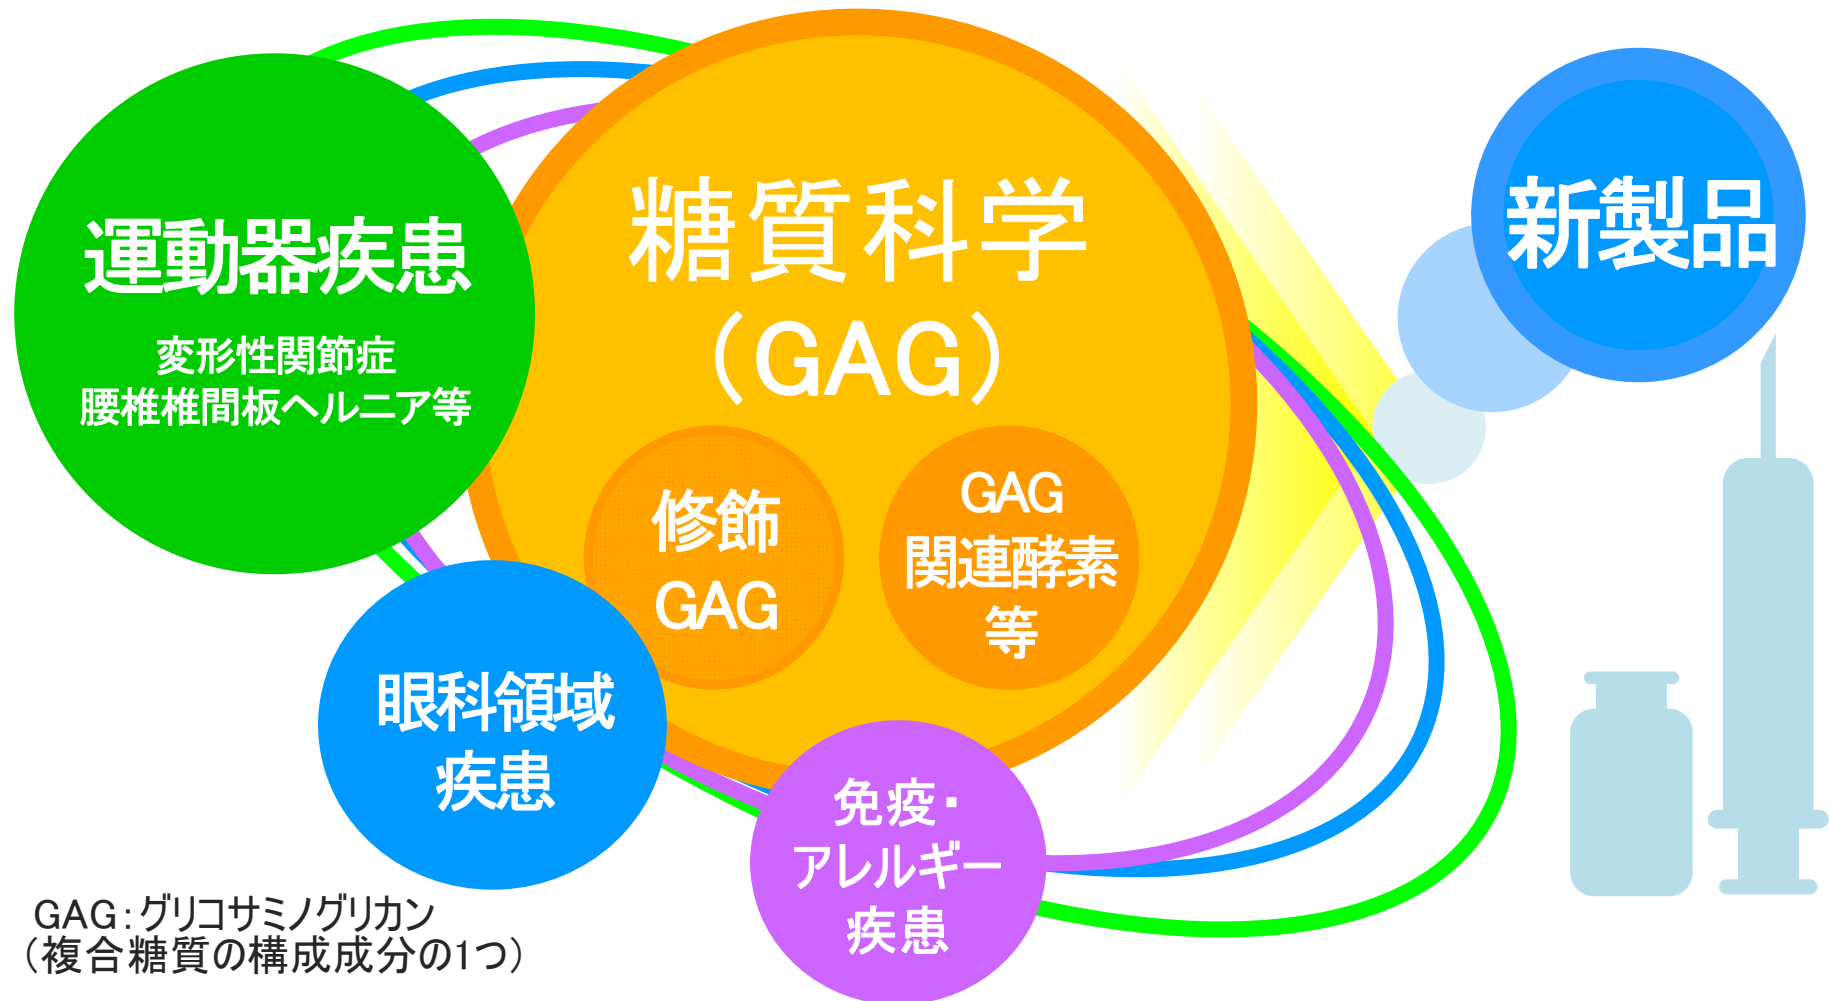 運動器疾患
変形性関節症
腰椎椎間板ヘルニア等
糖質科学
（GAG）
修飾
GAG
GAG
関連酵素
等
眼科領域
疾患
免疫・
アレルギー
疾患
新製品
GAG：グリコサミノグリカン
（複合糖質の構成成分の1つ）